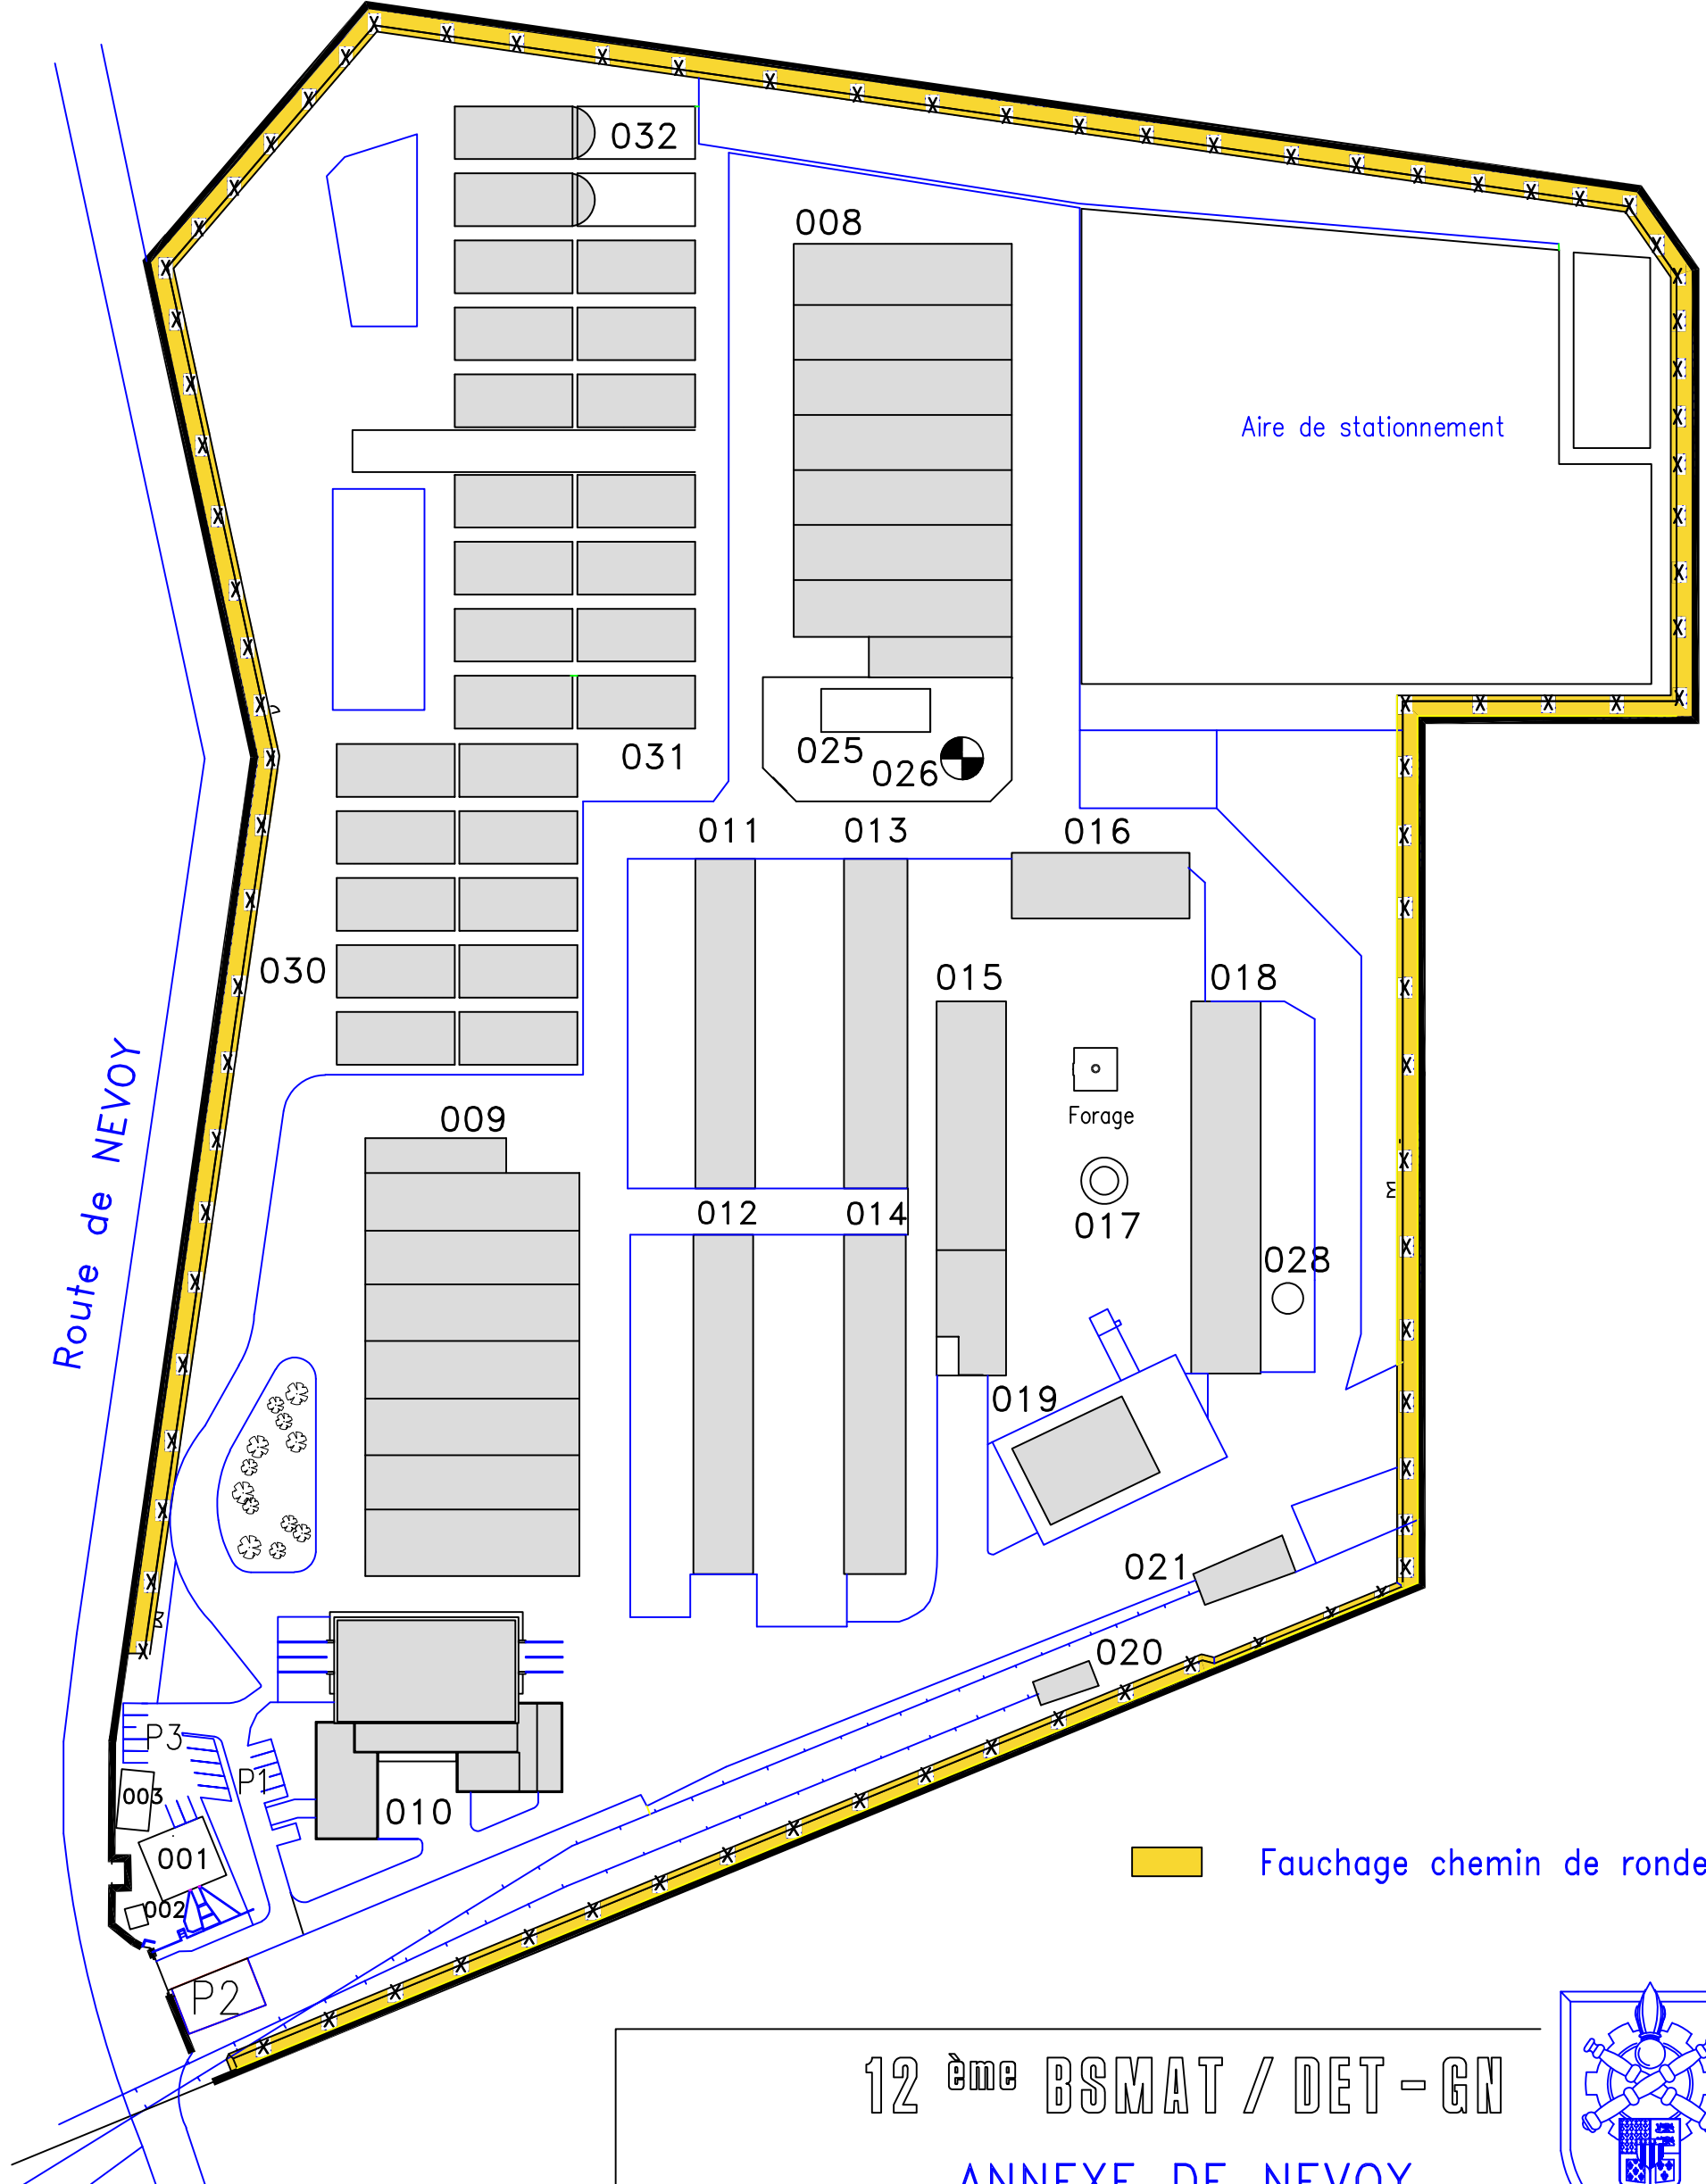 032
008
Aire de stationnement
025
026
031
011
013
016
030
015
018
Forage
009
017
012
014
028
Route de NEVOY
019
021
020
P3
P1
003
010
001
Fauchage chemin de ronde
002
P2
12 ème BSMAT / DET - GN
ANNEXE DE NEVOY